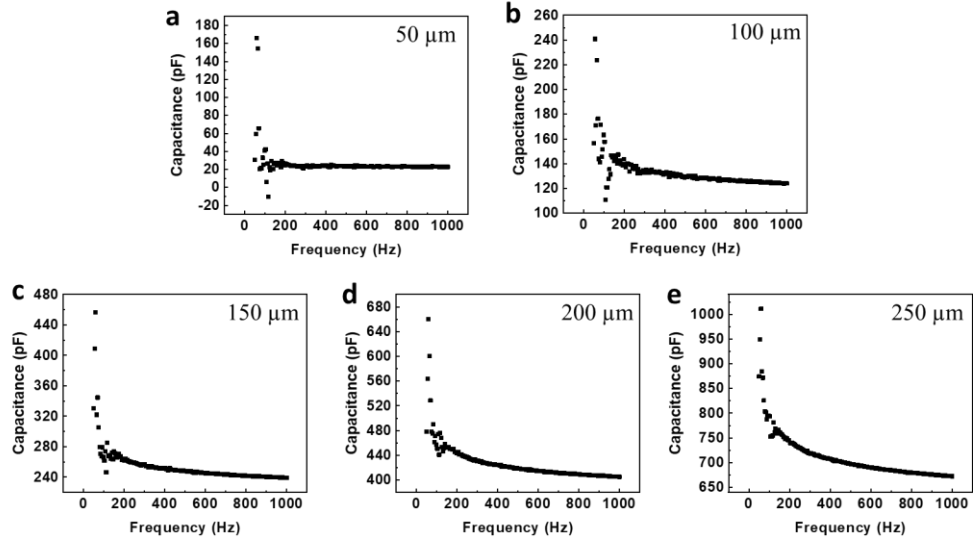 a
50 µm
Capacitance (pF)
180
160
140
120
100
80
60
40
20
0
-20
0 200 400 600 800 1000
Frequency (Hz)
b
100 µm
Capacitance (pF)
260
240
220
200
180
160
140
120
100
0 200 400 600 800 1000
Frequency (Hz)
c
150 µm
Capacitance (pF)
480
440
400
360
320
280
240
0 200 400 600 800 1000
Frequency (Hz)
d
200 µm
Capacitance (pF)
680
640
600
560
520
480
440
400
0 200 400 600 800 1000
Frequency (Hz)
e
250 µm
Capacitance (pF)
1000
950
900
850
800
750
700
650
0 200 400 600 800 1000
Frequency (Hz)